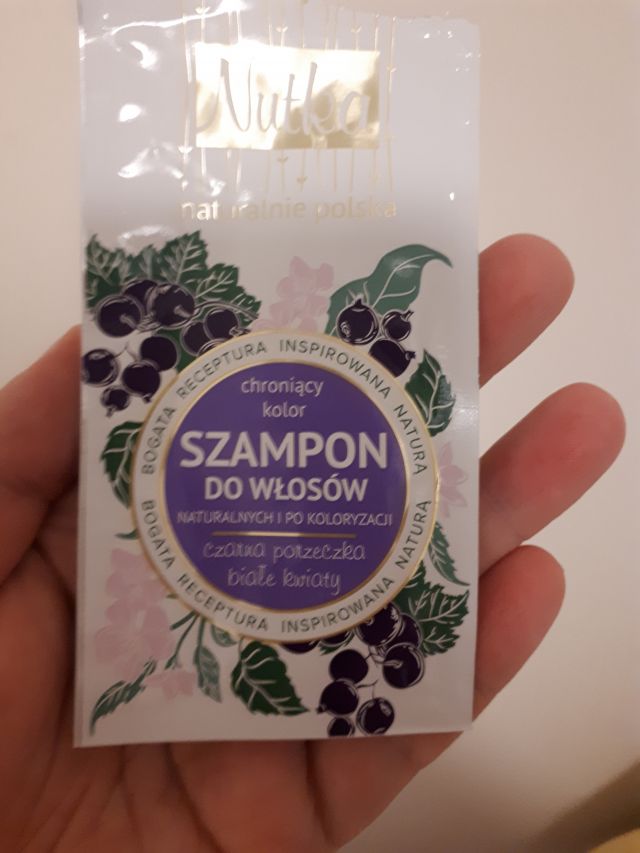 Nutka
naturalnie polska
BOGATA RECEPTURA INSPIROWANA NATURĄ
chroniący
kolor
SZAMPON
DO WŁOSÓW
NATURALNYCH I PO KOLORYZACJI
czarna porzeczka
białe kwiaty
BOGATA RECEPTURA INSPIROWANA NATURĄ